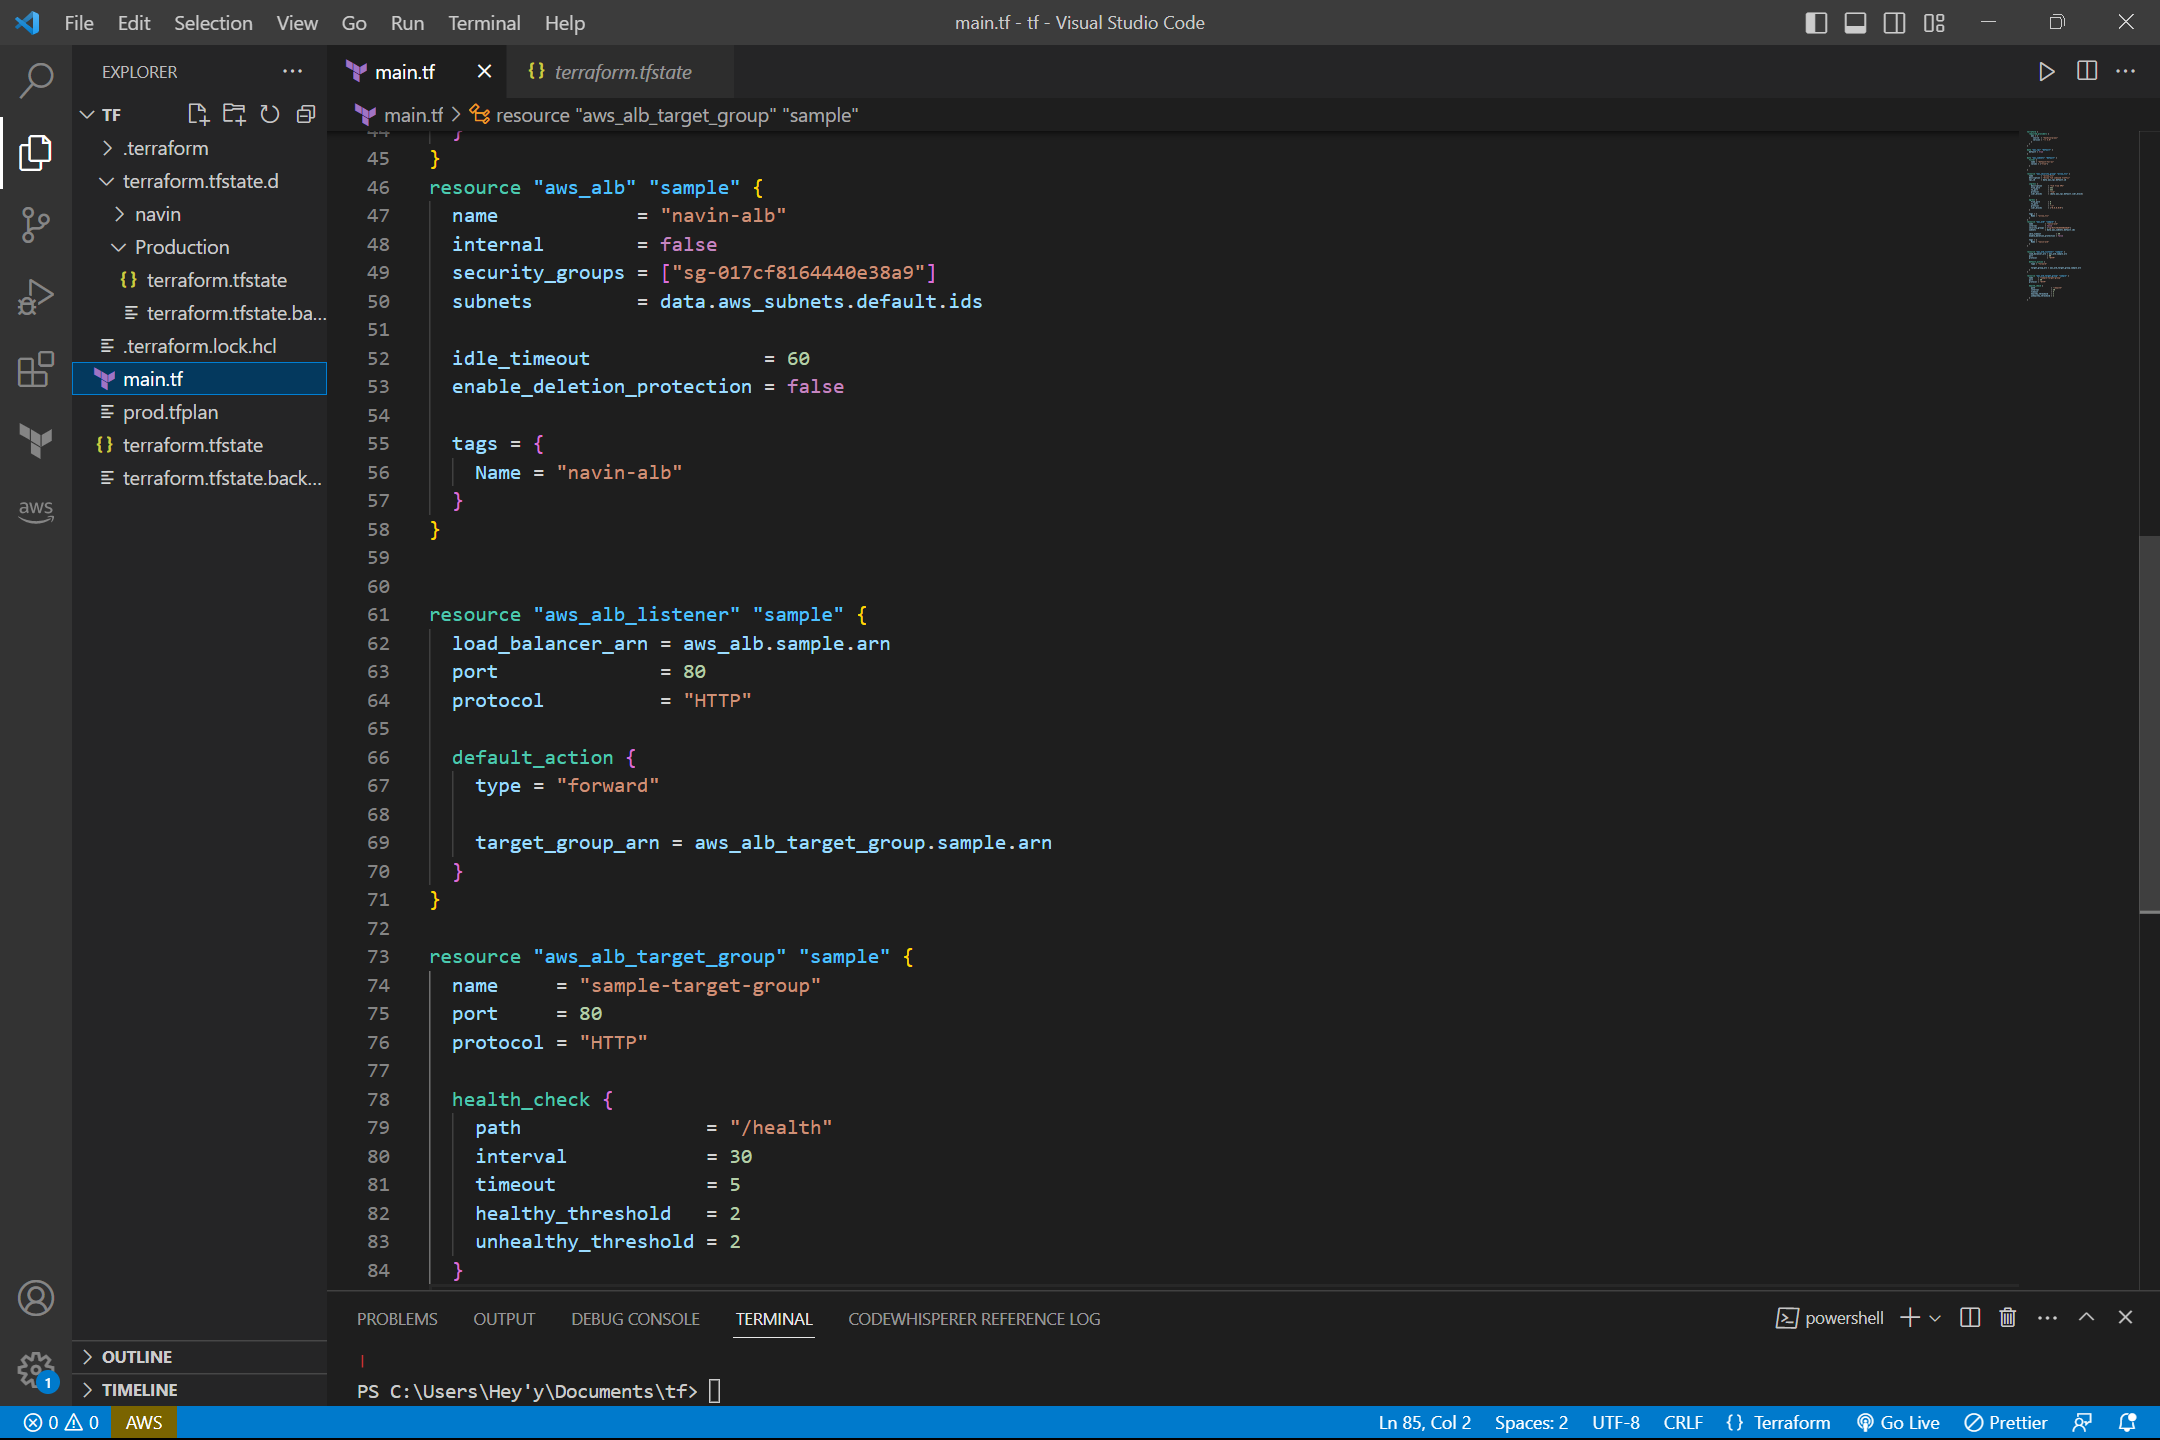 File Edit Selection View Go Run Terminal Help
main.tf - tf - Visual Studio Code
EXPLORER
TF
.terraform
terraform.tfstate.d
navin
Production
terraform.tfstate
terraform.tfstate.ba...
.terraform.lock.hcl
main.tf
prod.tfplan
terraform.tfstate
terraform.tfstate.back...
aws
OUTLINE
TIMELINE
main.tf
{} terraform.tfstate
main.tf > resource "aws_alb_target_group" "sample"
44 }
45 }
46 resource "aws_alb" "sample" {
47 name = "navin-alb"
48 internal = false
49 security_groups = ["sg-017cf8164440e38a9"]
50 subnets = data.aws_subnets.default.ids
51
52 idle_timeout = 60
53 enable_deletion_protection = false
54
55 tags = {
56 Name = "navin-alb"
57 }
58 }
59
60
61 resource "aws_alb_listener" "sample" {
62 load_balancer_arn = aws_alb.sample.arn
63 port = 80
64 protocol = "HTTP"
65
66 default_action {
67 type = "forward"
68
69 target_group_arn = aws_alb_target_group.sample.arn
70 }
71 }
72
73 resource "aws_alb_target_group" "sample" {
74 name = "sample-target-group"
75 port = 80
76 protocol = "HTTP"
77
78 health_check {
79 path = "/health"
80 interval = 30
81 timeout = 5
82 healthy_threshold = 2
83 unhealthy_threshold = 2
84 }
PROBLEMS OUTPUT DEBUG CONSOLE TERMINAL CODEWHISPERER REFERENCE LOG
powershell
PS C:\Users\Hey'y\Documents\tf>
1
0 0 AWS
Ln 85, Col 2 Spaces: 2 UTF-8 CRLF {} Terraform Go Live Prettier